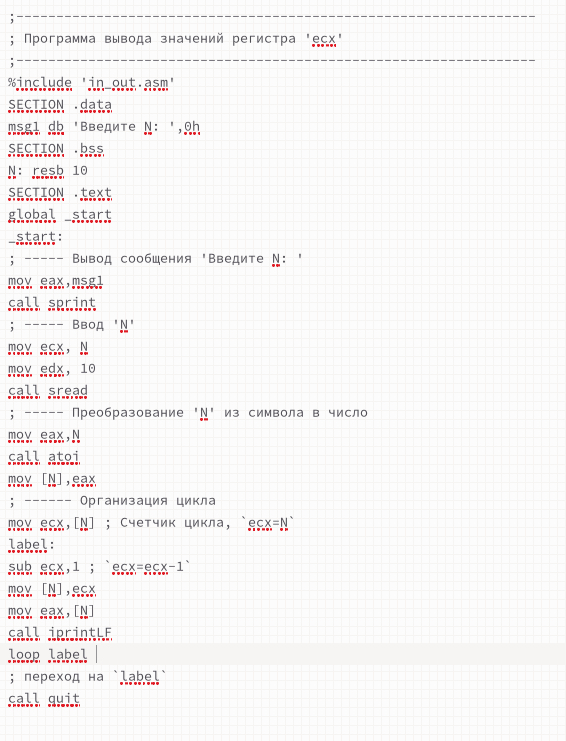 ;-----------------------------------------------------------------
; Программа вывода значений регистра 'ecx'
;-----------------------------------------------------------------
%include 'in_out.asm'
SECTION .data
msg1 db 'Введите N: ',0h
SECTION .bss
N: resb 10
SECTION .text
global _start
_start:
; ----- Вывод сообщения 'Введите N: '
mov eax,msg1
call sprint
; ----- Ввод 'N'
mov ecx, N
mov edx, 10
call sread
; ----- Преобразование 'N' из символа в число
mov eax,N
call atoi
mov [N],eax
; ------ Организация цикла
mov ecx,[N] ; Счетчик цикла, `ecx=N`
label:
sub ecx,1 ; `ecx=ecx-1`
mov [N],ecx
mov eax,[N]
call iprintLF
loop label
; переход на `label`
call quit